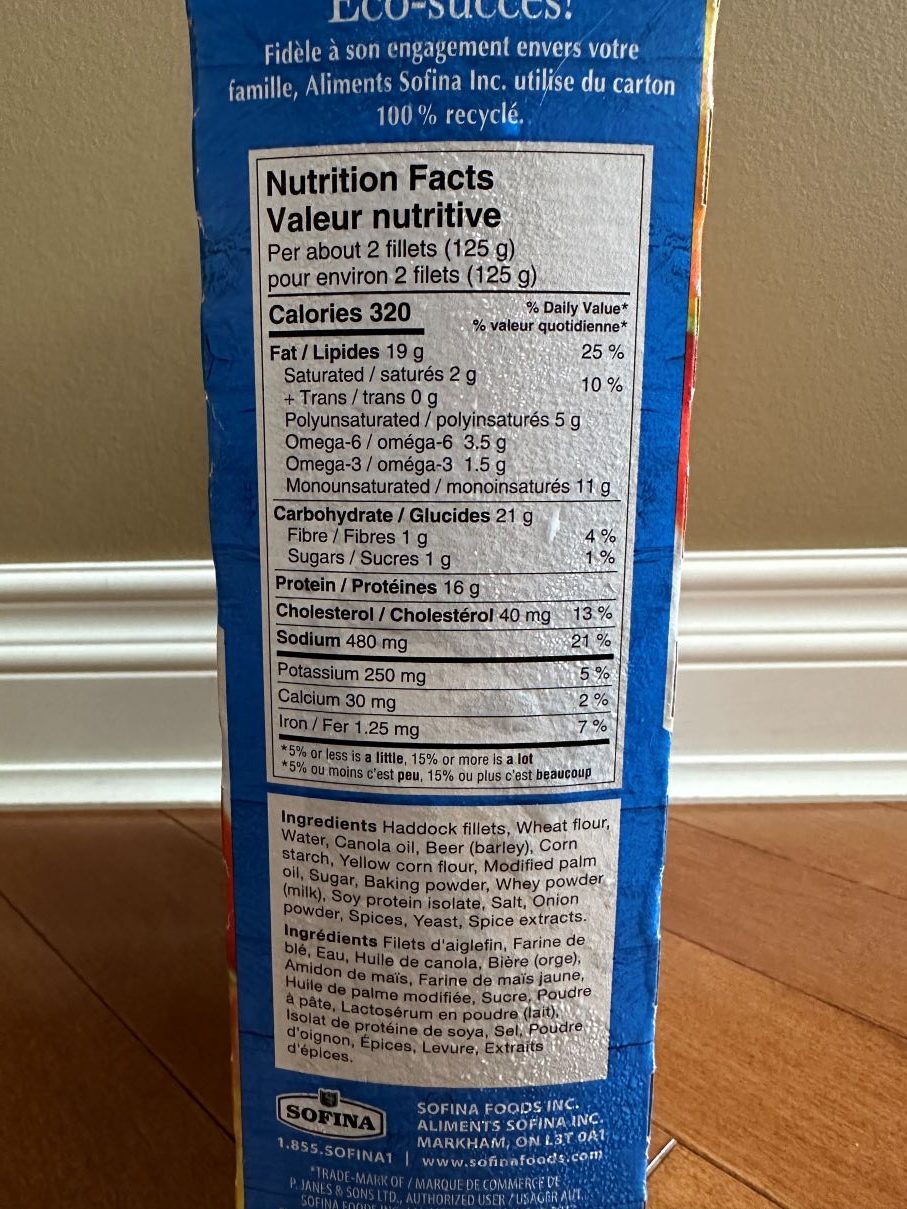 Éco-succès!
Fidèle à son engagement envers votre
famille, Aliments Sofina Inc. utilise du carton
100 % recyclé.
Nutrition Facts
Valeur nutritive
Per about 2 fillets (125 g)
pour environ 2 filets (125 g)
Calories 320
% Daily Value*
% valeur quotidienne*
Fat / Lipides 19 g 25 %
Saturated / saturés 2 g
+ Trans / trans 0 g 10 %
Polyunsaturated / polyinsaturés 5 g
Omega-6 / oméga-6 3.5 g
Omega-3 / oméga-3 1.5 g
Monounsaturated / monoinsaturés 11 g
Carbohydrate / Glucides 21 g
Fibre / Fibres 1 g 4 %
Sugars / Sucres 1 g 1 %
Protein / Protéines 16 g
Cholesterol / Cholestérol 40 mg 13 %
Sodium 480 mg 21 %
Potassium 250 mg 5 %
Calcium 30 mg 2 %
Iron / Fer 1.25 mg 7 %
*5% or less is a little, 15% or more is a lot
*5% ou moins c'est peu, 15% ou plus c'est beaucoup
Ingredients Haddock fillets, Wheat flour,
Water, Canola oil, Beer (barley), Corn
starch, Yellow corn flour, Modified palm
oil, Sugar, Baking powder, Whey powder
(milk), Soy protein isolate, Salt, Onion
powder, Spices, Yeast, Spice extracts.
Ingrédients Filets d'aiglefin, Farine de
blé, Eau, Huile de canola, Bière (orge),
Amidon de maïs, Farine de maïs jaune,
Huile de palme modifiée, Sucre, Poudre
à pâte, Lactosérum en poudre (lait),
Isolat de protéine de soya, Sel, Poudre
d'oignon, Épices, Levure, Extraits
d'épices.
SOFINA
SOFINA FOODS INC.
ALIMENTS SOFINA INC.
MARKHAM, ON L3T 0A1
1.855.SOFINA1 | www.sofinafoods.com
*TRADE-MARK OF / MARQUE DE COMMERCE DE
P. JANES & SONS LTD., AUTHORIZED USER / USAGER AUT.
SOFINA FOODS